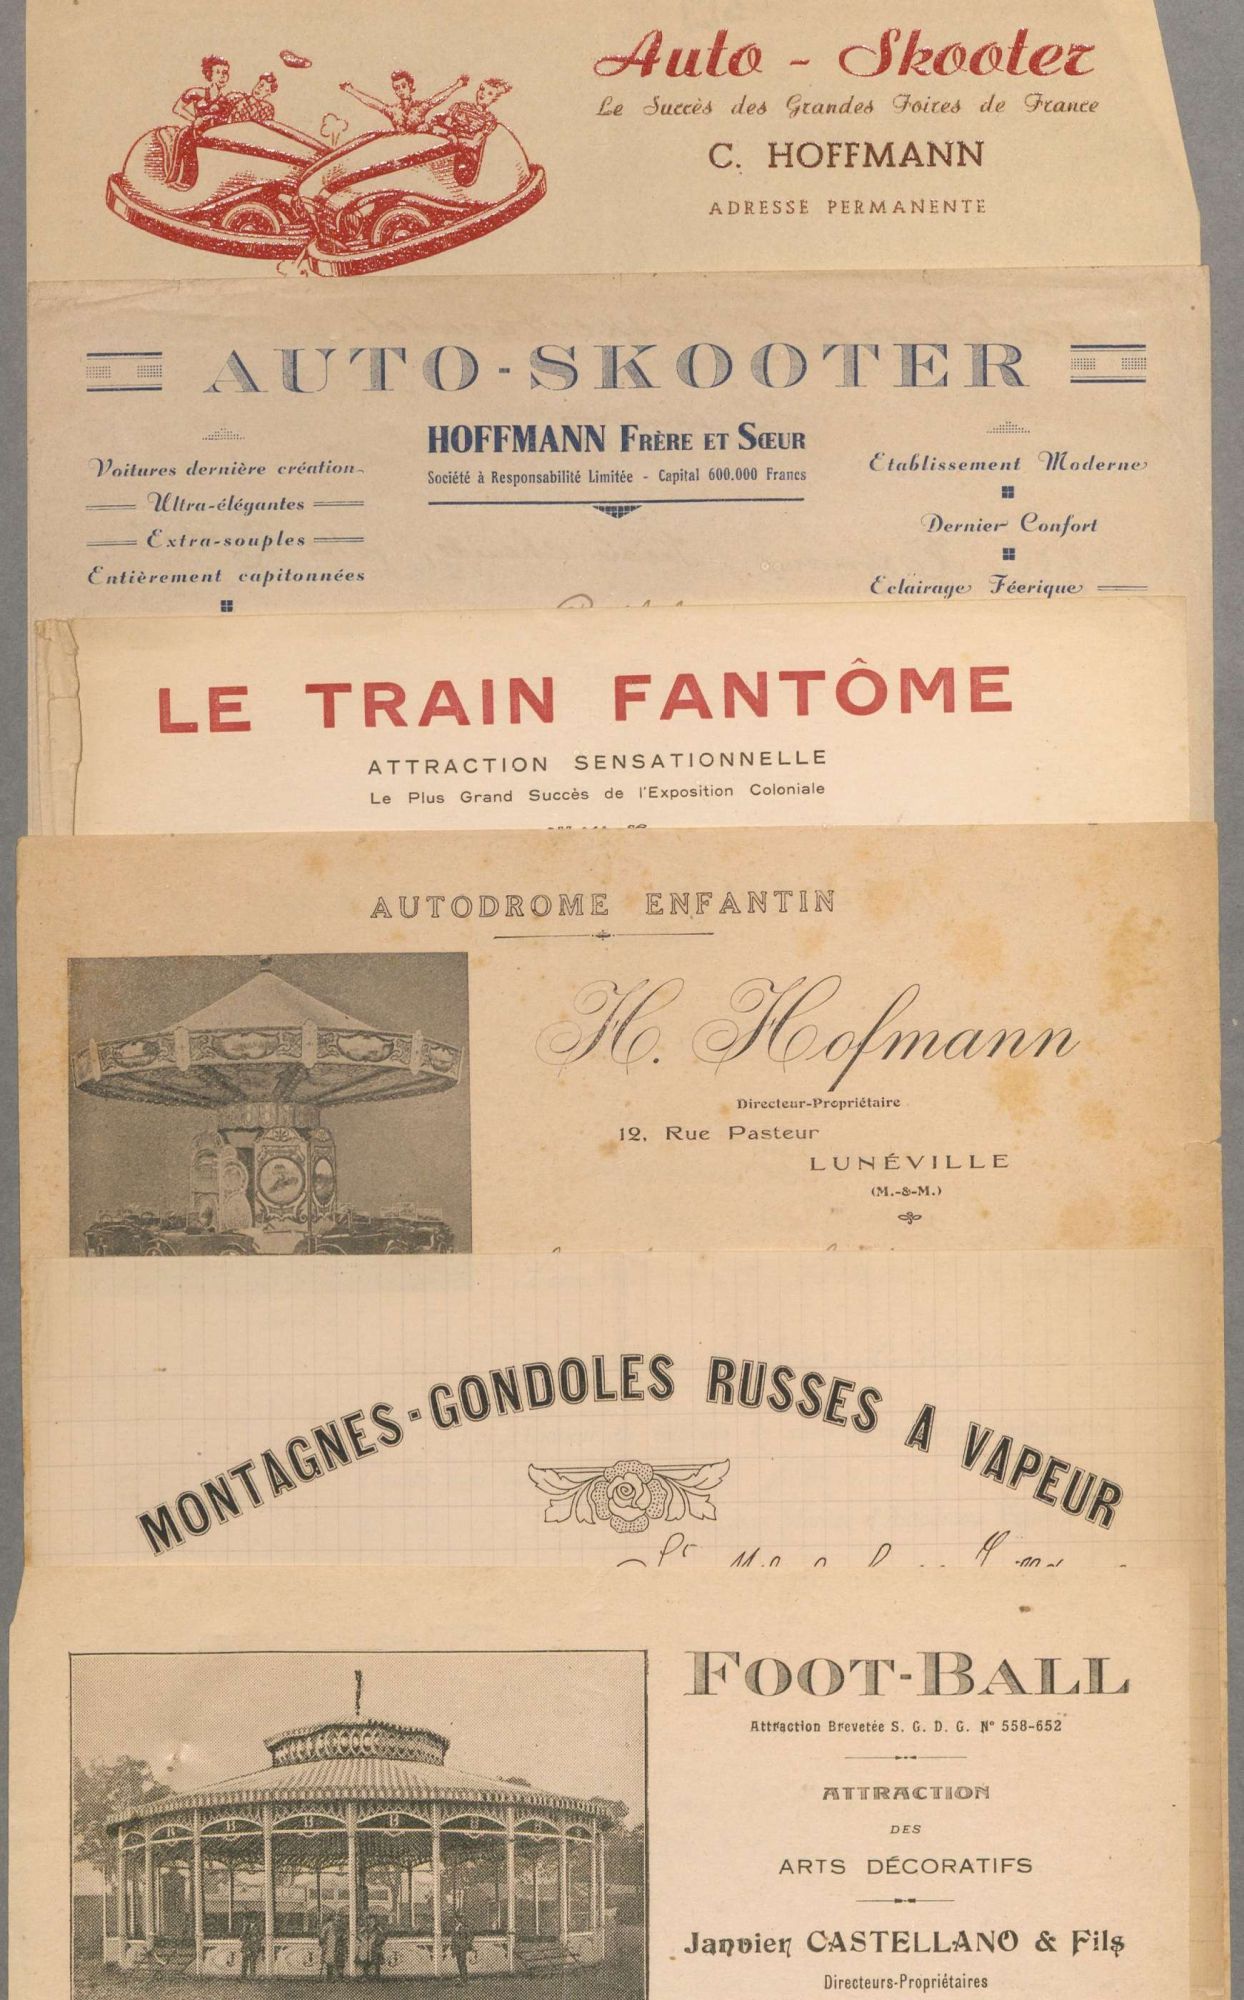 Auto - Skooter
Le Succès des Grandes Foires de France
C. HOFFMANN
ADRESSE PERMANENTE
AUTO-SKOOTER
HOFFMANN FRÈRE ET SŒUR
Société à Responsabilité Limitée - Capital 600.000 Francs
Voitures dernière création
Ultra-élégantes
Extra-souples
Entièrement capitonnées
Etablissement Moderne
Dernier Confort
Eclairage Féerique
LE TRAIN FANTÔME
ATTRACTION SENSATIONNELLE
Le Plus Grand Succès de l'Exposition Coloniale
AUTODROME ENFANTIN
H. Hofmann
Directeur-Propriétaire
12, Rue Pasteur
LUNÉVILLE
(M.-&-M.)
MONTAGNES-GONDOLES RUSSES A VAPEUR
FOOT-BALL
Attraction Brevetée S. G. D. G. N° 558-652
ATTRACTION
DES
ARTS DÉCORATIFS
Janvier CASTELLANO & Fils
Directeurs-Propriétaires